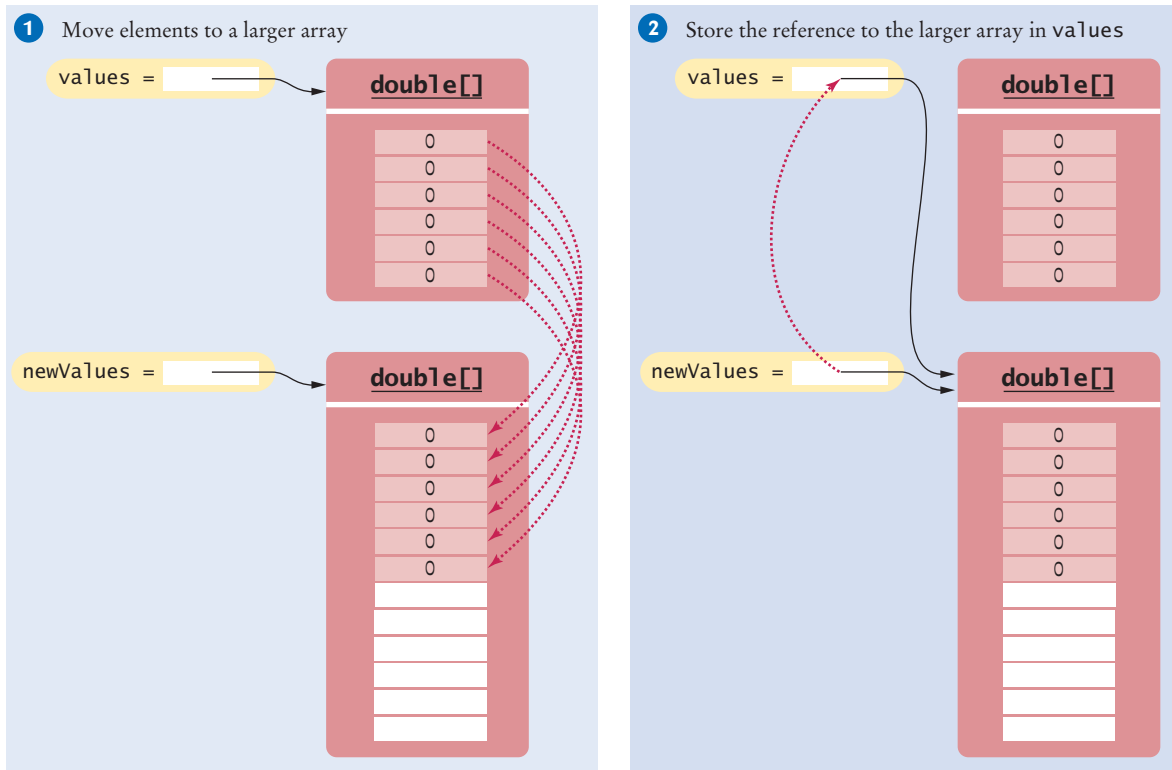 1 Move elements to a larger array
values =
double[]
0
0
0
0
0
0
newValues =
double[]
0
0
0
0
0
0
2 Store the reference to the larger array in values
values =
double[]
0
0
0
0
0
0
newValues =
double[]
0
0
0
0
0
0